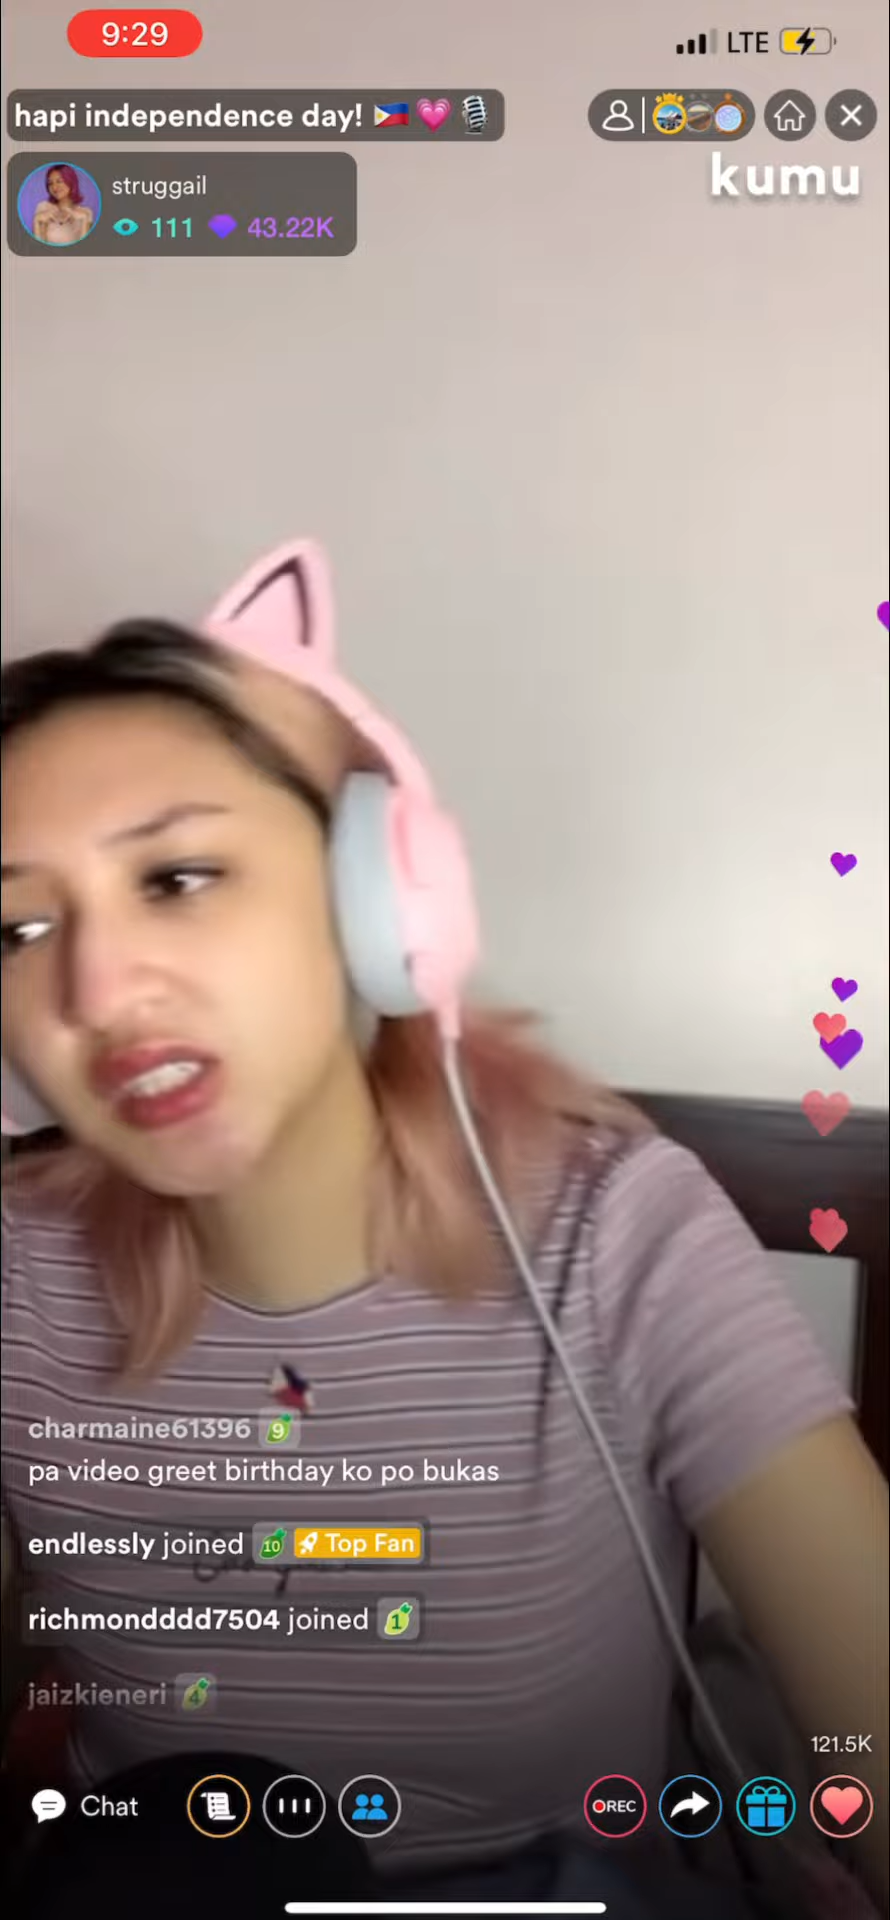 9:29
LTE
hapi independence day! 🇵🇭💗🎙️
kumu
struggail
111 43.22K
charmaine61396 9
pa video greet birthday ko po bukas
endlessly joined 10 Top Fan
richmondddd7504 joined 1
jaizkieneri 4
121.5K
Chat
REC